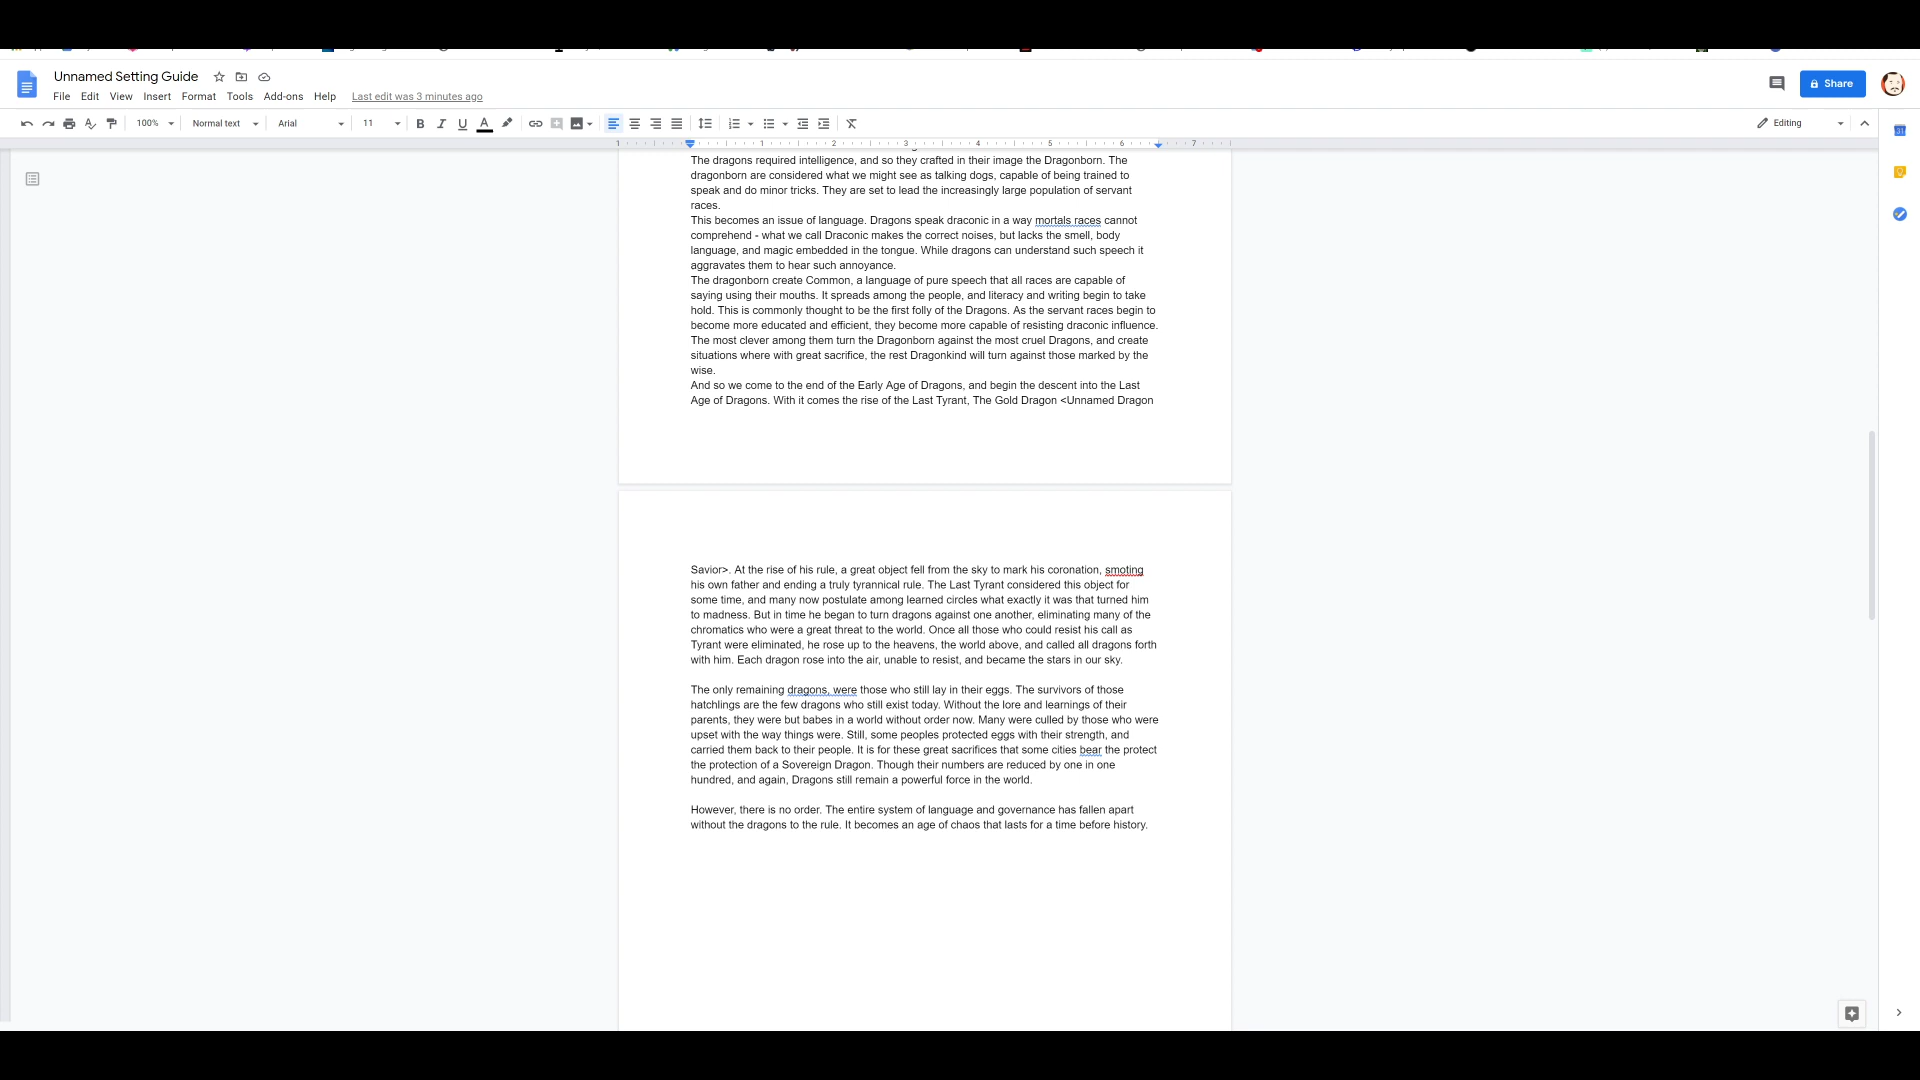 Unnamed Setting Guide
File Edit View Insert Format Tools Add-ons Help Last edit was 3 minutes ago
Share
100% Normal text Arial 11 Editing
1 1 2 3 4 5 6 7
31
The dragons required intelligence, and so they crafted in their image the Dragonborn. The
dragonborn are considered what we might see as talking dogs, capable of being trained to
speak and do minor tricks. They are set to lead the increasingly large population of servant
races.
This becomes an issue of language. Dragons speak draconic in a way mortals races cannot
comprehend - what we call Draconic makes the correct noises, but lacks the smell, body
language, and magic embedded in the tongue. While dragons can understand such speech it
aggravates them to hear such annoyance.
The dragonborn create Common, a language of pure speech that all races are capable of
saying using their mouths. It spreads among the people, and literacy and writing begin to take
hold. This is commonly thought to be the first folly of the Dragons. As the servant races begin to
become more educated and efficient, they become more capable of resisting draconic influence.
The most clever among them turn the Dragonborn against the most cruel Dragons, and create
situations where with great sacrifice, the rest Dragonkind will turn against those marked by the
wise.
And so we come to the end of the Early Age of Dragons, and begin the descent into the Last
Age of Dragons. With it comes the rise of the Last Tyrant, The Gold Dragon <Unnamed Dragon
Savior>. At the rise of his rule, a great object fell from the sky to mark his coronation, smoting
his own father and ending a truly tyrannical rule. The Last Tyrant considered this object for
some time, and many now postulate among learned circles what exactly it was that turned him
to madness. But in time he began to turn dragons against one another, eliminating many of the
chromatics who were a great threat to the world. Once all those who could resist his call as
Tyrant were eliminated, he rose up to the heavens, the world above, and called all dragons forth
with him. Each dragon rose into the air, unable to resist, and became the stars in our sky.
The only remaining dragons, were those who still lay in their eggs. The survivors of those
hatchlings are the few dragons who still exist today. Without the lore and learnings of their
parents, they were but babes in a world without order now. Many were culled by those who were
upset with the way things were. Still, some peoples protected eggs with their strength, and
carried them back to their people. It is for these great sacrifices that some cities bear the protect
the protection of a Sovereign Dragon. Though their numbers are reduced by one in one
hundred, and again, Dragons still remain a powerful force in the world.
However, there is no order. The entire system of language and governance has fallen apart
without the dragons to the rule. It becomes an age of chaos that lasts for a time before history.